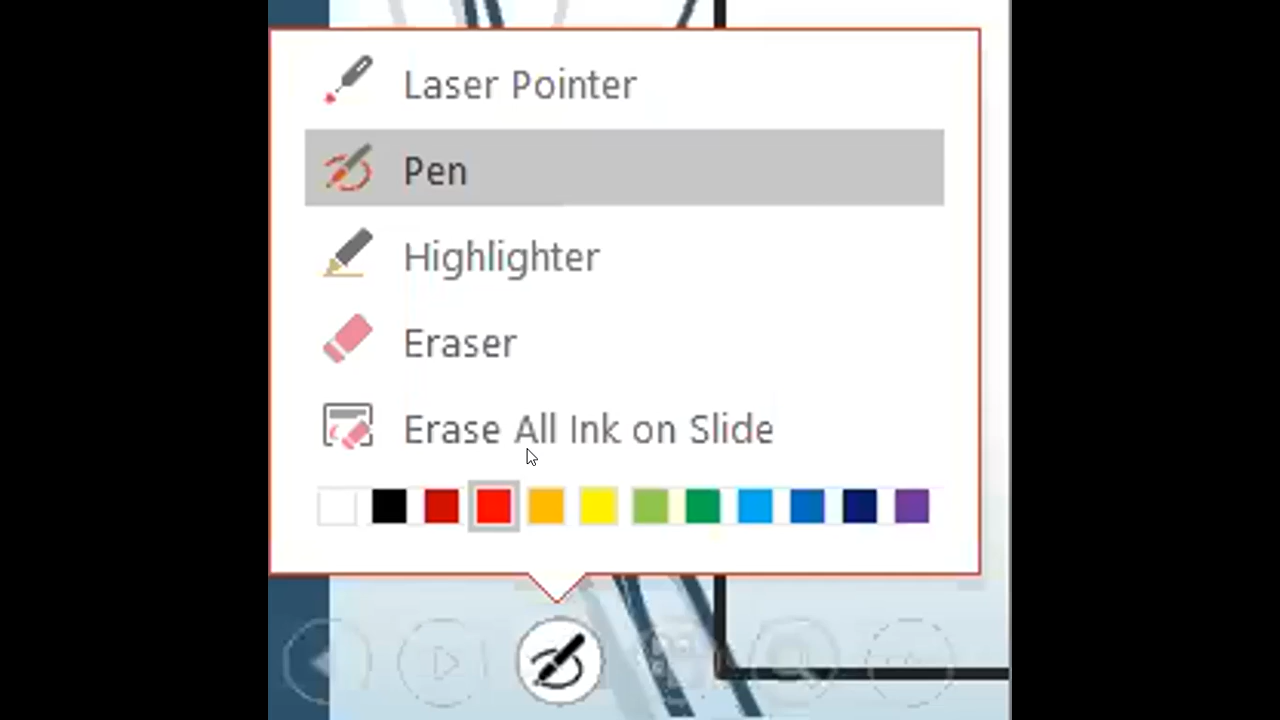 Laser Pointer
Pen
Highlighter
Eraser
Erase All Ink on Slide